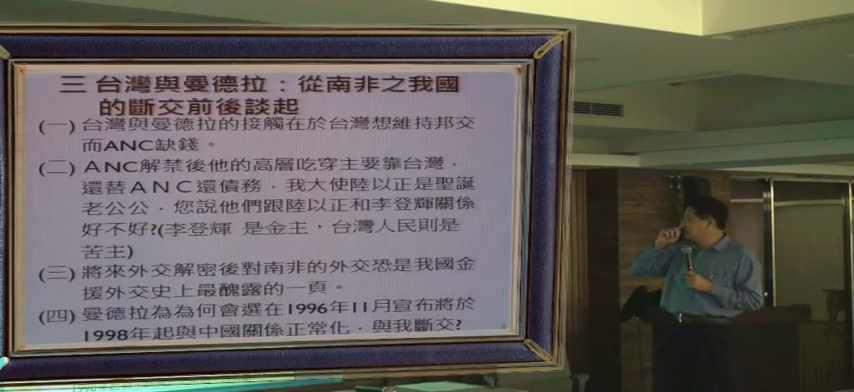 三 台灣與曼德拉：從南非之我國
的斷交前後談起
(一) 台灣與曼德拉的接觸在於台灣想維持邦交
而ANC缺錢。
(二) ANC解禁後他的高層吃穿主要靠台灣，
還替ANC還債務，我大使陸以正是聖誕
老公公，您說他們跟陸以正和李登輝關係
好不好?(李登輝 是金主，台灣人民則是
苦主)
(三) 將來外交解密後對南非的外交恐是我國金
援外交史上最醜露的一頁。
(四) 曼德拉為為何會選在1996年11月宣布將於
1998年起與中國關係正常化，與我斷交?